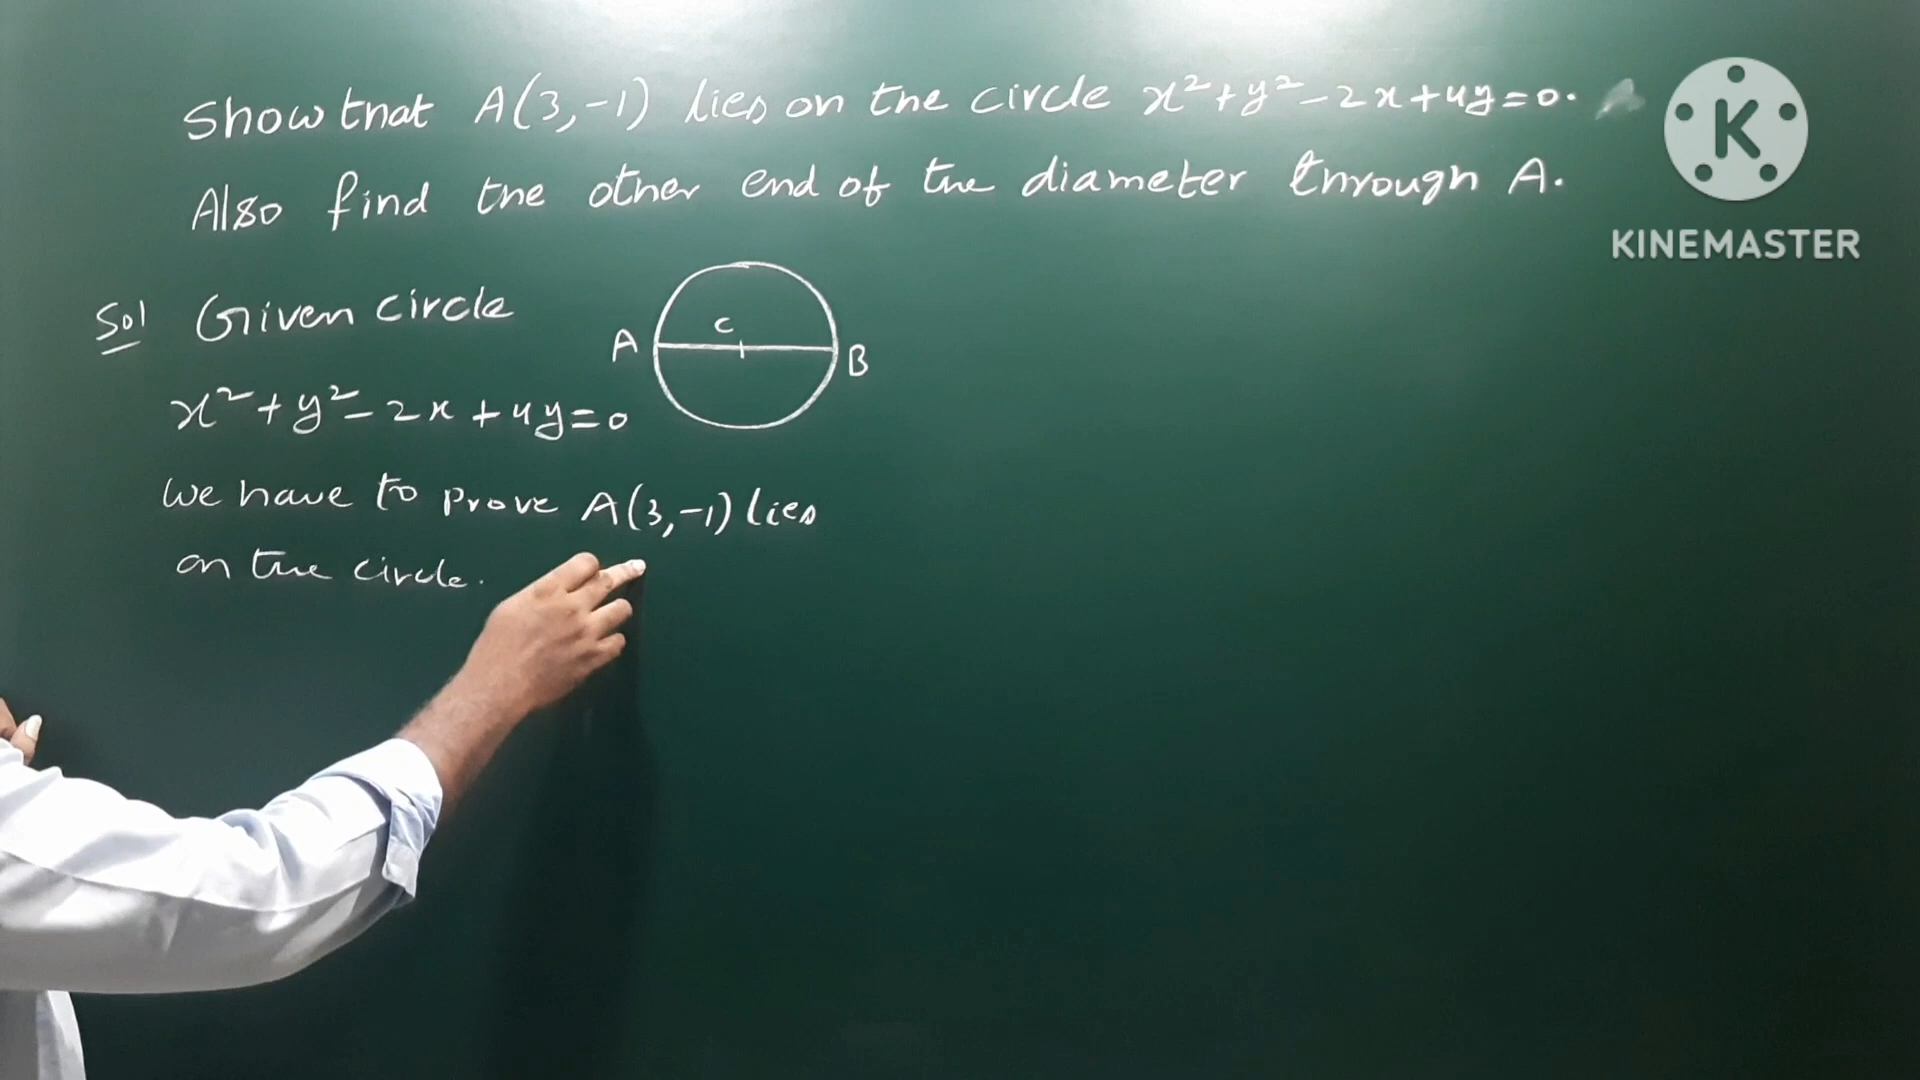 Show that A(3,-1) lies on the circle x²+y²-2x+4y=0.
Also find the other end of the diameter through A.
K
KINEMASTER
Sol Given circle
C
A
B
x²+y²-2x+4y=0
We have to prove A(3,-1) lies
on the circle.